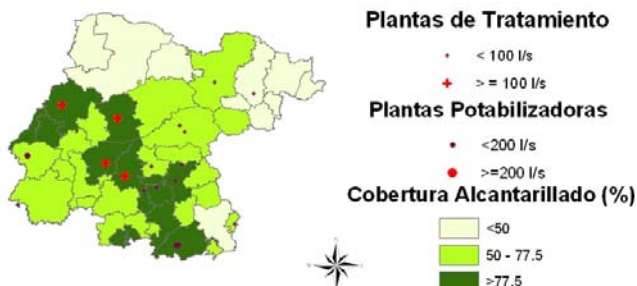 Plantas de Tratamiento
< 100 l/s
> = 100 l/s
Plantas Potabilizadoras
<200 l/s
>=200 l/s
Cobertura Alcantarillado (%)
<50
50 - 77.5
>77.5